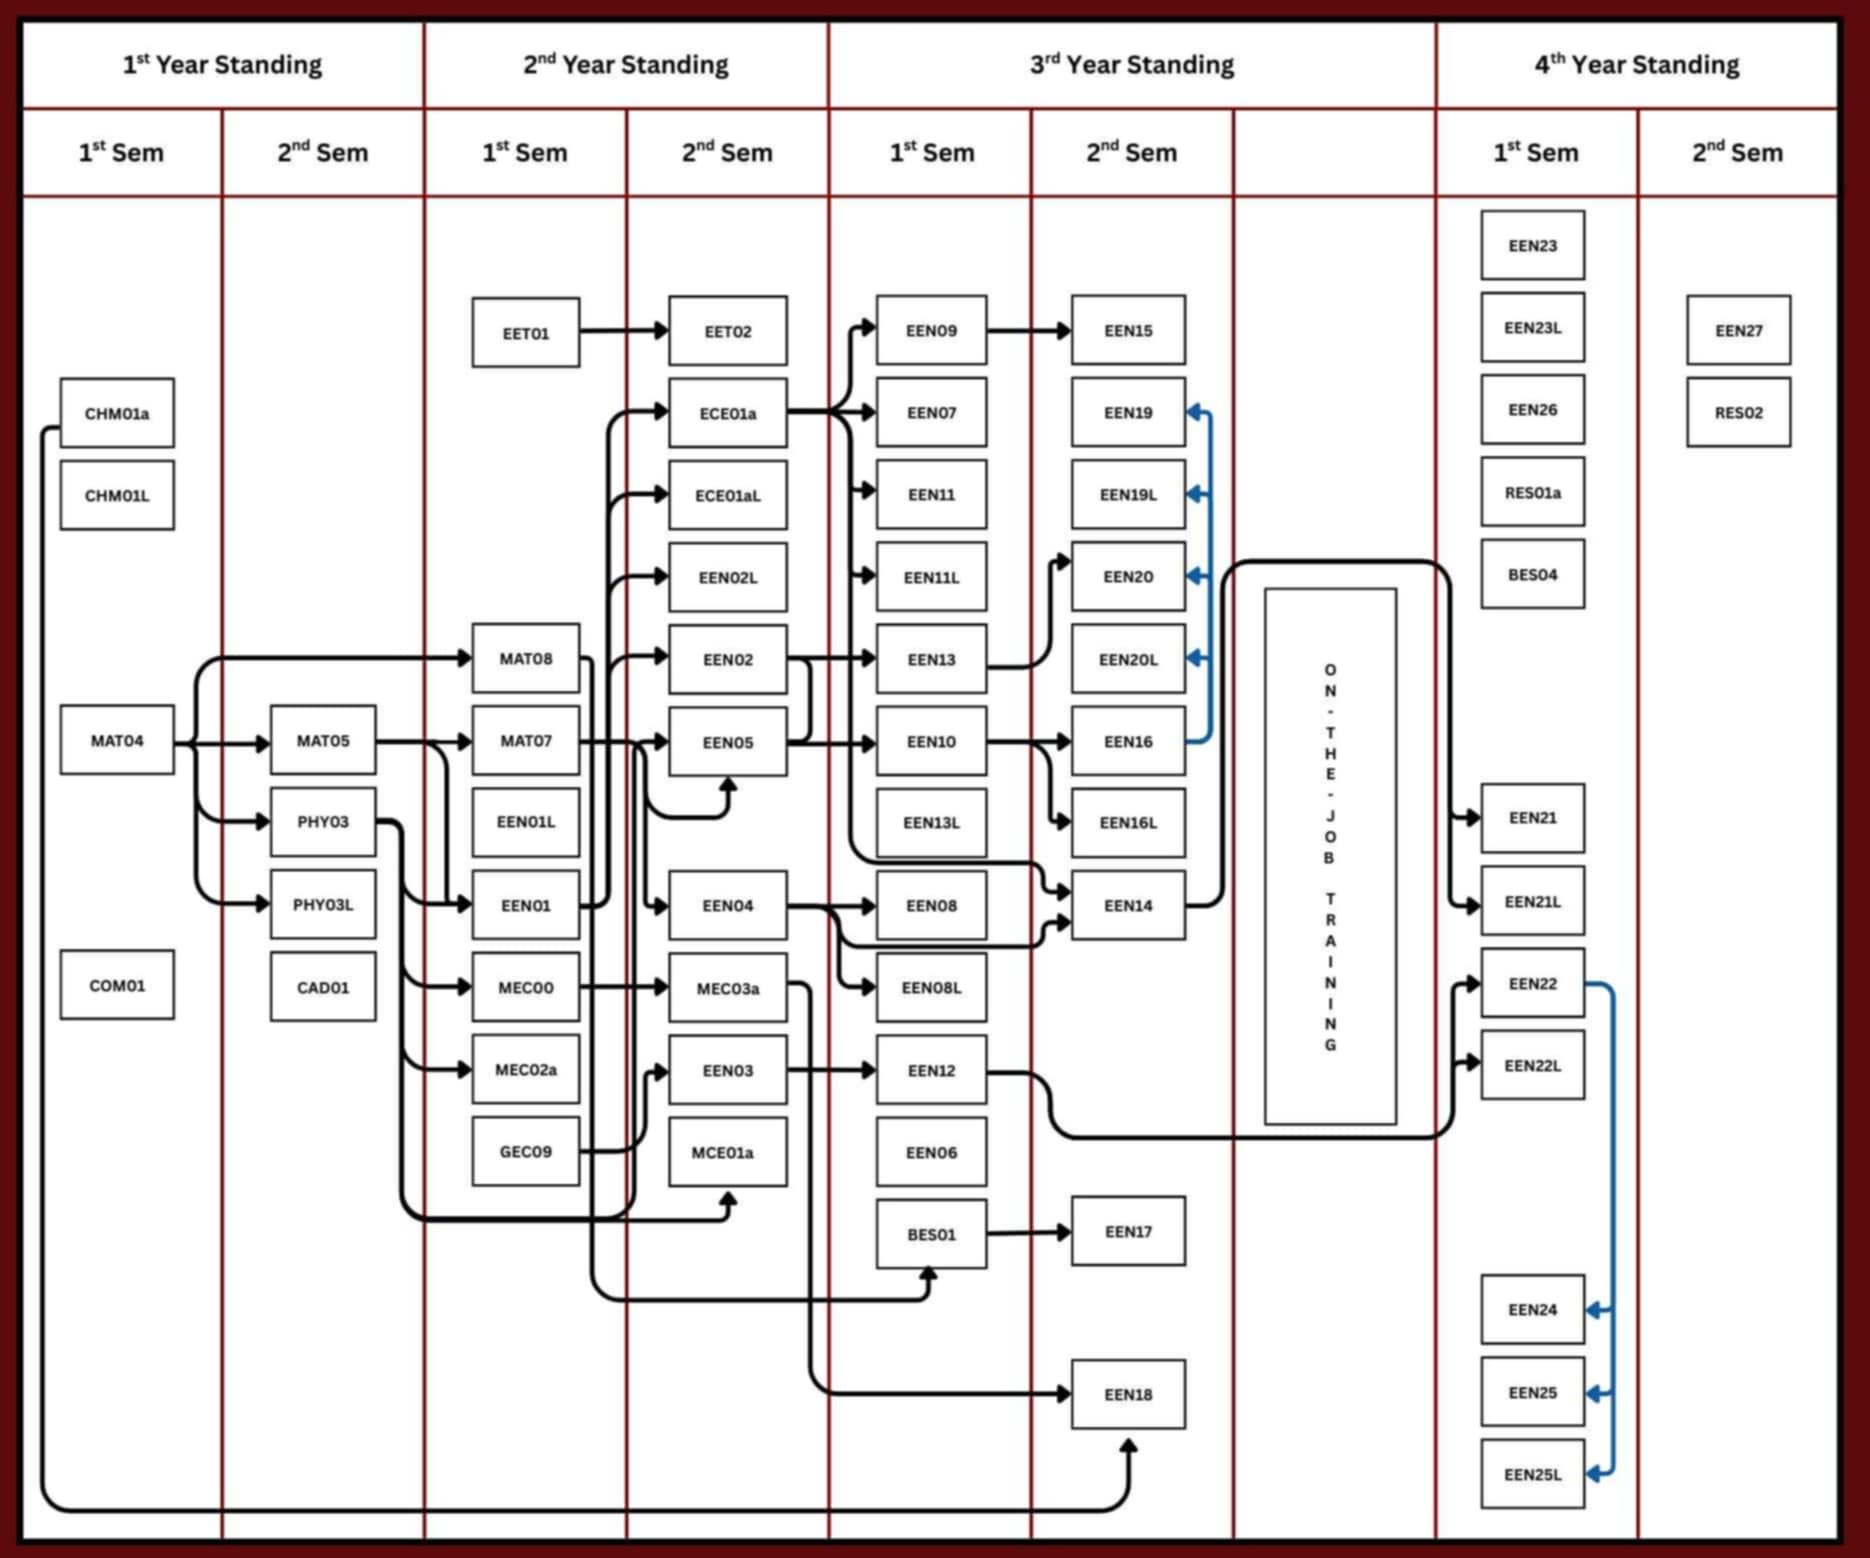 1st Year Standing
2nd Year Standing
3rd Year Standing
4th Year Standing
1st Sem
2nd Sem
1st Sem
2nd Sem
1st Sem
2nd Sem
1st Sem
2nd Sem
CHM01a
CHM01L
MAT04
COM01
MAT05
PHY03
PHY03L
CAD01
EET01
MAT08
MAT07
EEN01L
EEN01
MEC00
MEC02a
GEC09
EET02
ECE01a
ECE01aL
EEN02L
EEN02
EEN05
EEN04
MEC03a
EEN03
MCE01a
EEN09
EEN07
EEN11
EEN11L
EEN13
EEN10
EEN13L
EEN08
EEN08L
EEN12
EEN06
BES01
EEN15
EEN19
EEN19L
EEN20
EEN20L
EEN16
EEN16L
EEN14
EEN17
EEN18
ON-THE-JOB TRAINING
EEN23
EEN23L
EEN26
RES01a
BES04
EEN21
EEN21L
EEN22
EEN22L
EEN24
EEN25
EEN25L
EEN27
RES02